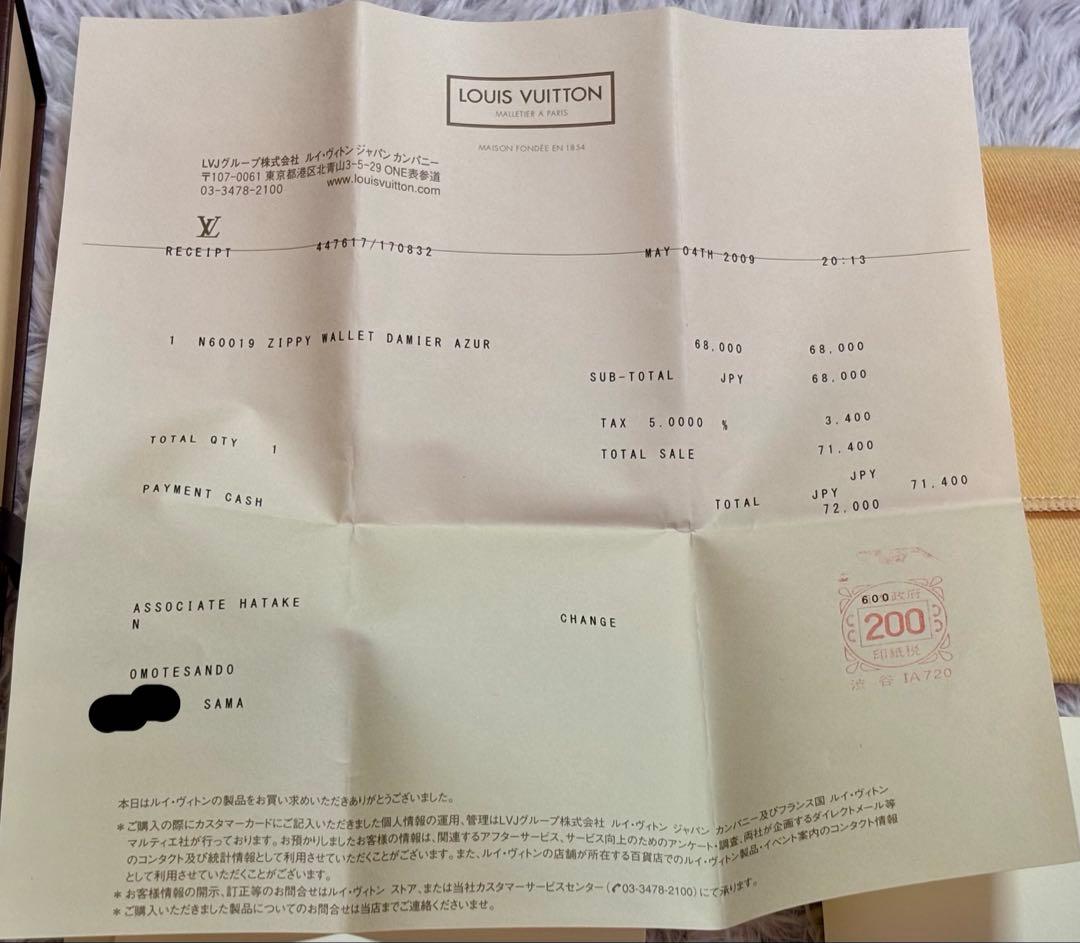 LOUIS VUITTON
MALLETIER A PARIS
MAISON FONDÉE EN 1854
LVJグループ株式会社 ルイ・ヴィトン ジャパン カンパニー
〒107-0061 東京都港区北青山3-5-29 ONE表参道
03-3478-2100 www.louisvuitton.com
LV
RECEIPT 447617/170832 MAY 04TH 2009 20:13
1 N60019 ZIPPY WALLET DAMIER AZUR 68,000 68,000
SUB-TOTAL JPY 68,000
TAX 5.0000 % 3,400
TOTAL QTY 1
TOTAL SALE 71,400
JPY 71,400
PAYMENT CASH TOTAL JPY 72,000
ASSOCIATE HATAKE
N
CHANGE 600
政府
200
印紙税
渋谷 IA720
OMOTESANDO
SAMA
本日はルイ・ヴィトンの製品をお買い求めいただきありがとうございました。
＊ご購入の際にカスタマーカードにご記入いただきました個人情報の運用、管理はLVJグループ株式会社 ルイ・ヴィトン ジャパン カンパニー及びフランス国 ルイ・ヴィトン
マルティエ社が行っております。お預かりしましたお客様の情報は、関連するアフターサービス、サービス向上のためのアンケート・調査、両社が企画するダイレクトメール等
のコンタクト及び統計情報として利用させていただくことがございます。また、ルイ・ヴィトンの店舗が所在する百貨店でのルイ・ヴィトン製品・イベント案内のコンタクト情報
として利用させていただくことがございます。
＊お客様情報の開示、訂正等のお問合せはルイ・ヴィトン ストア、または当社カスタマーサービスセンター（✆03-3478-2100）にて承ります。
＊ご購入いただきました製品についてのお問合せは当店までご連絡くださいませ。